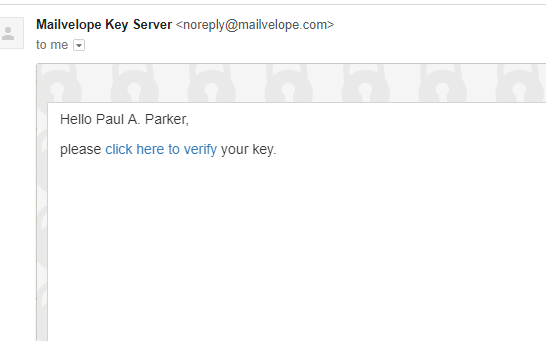 Mailvelope Key Server <noreply@mailvelope.com>
to me
Hello Paul A. Parker,
please click here to verify your key.